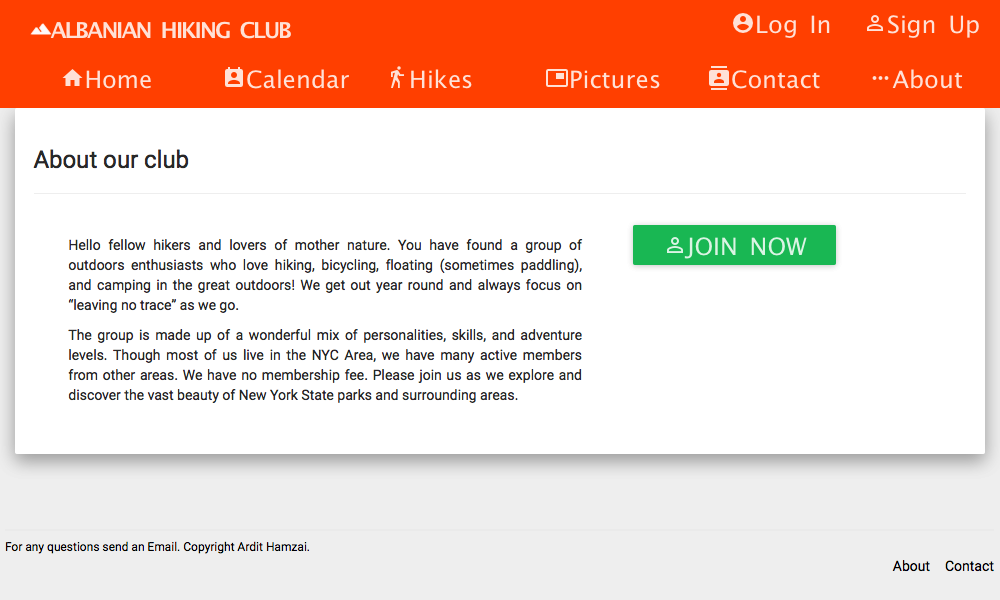 ALBANIAN HIKING CLUB
Log In
Sign Up
Home
Calendar
Hikes
Pictures
Contact
About
About our club
Hello fellow hikers and lovers of mother nature. You have found a group of
outdoors enthusiasts who love hiking, bicycling, floating (sometimes paddling),
and camping in the great outdoors! We get out year round and always focus on
“leaving no trace” as we go.
The group is made up of a wonderful mix of personalities, skills, and adventure
levels. Though most of us live in the NYC Area, we have many active members
from other areas. We have no membership fee. Please join us as we explore and
discover the vast beauty of New York State parks and surrounding areas.
JOIN NOW
For any questions send an Email. Copyright Ardit Hamzai.
About
Contact